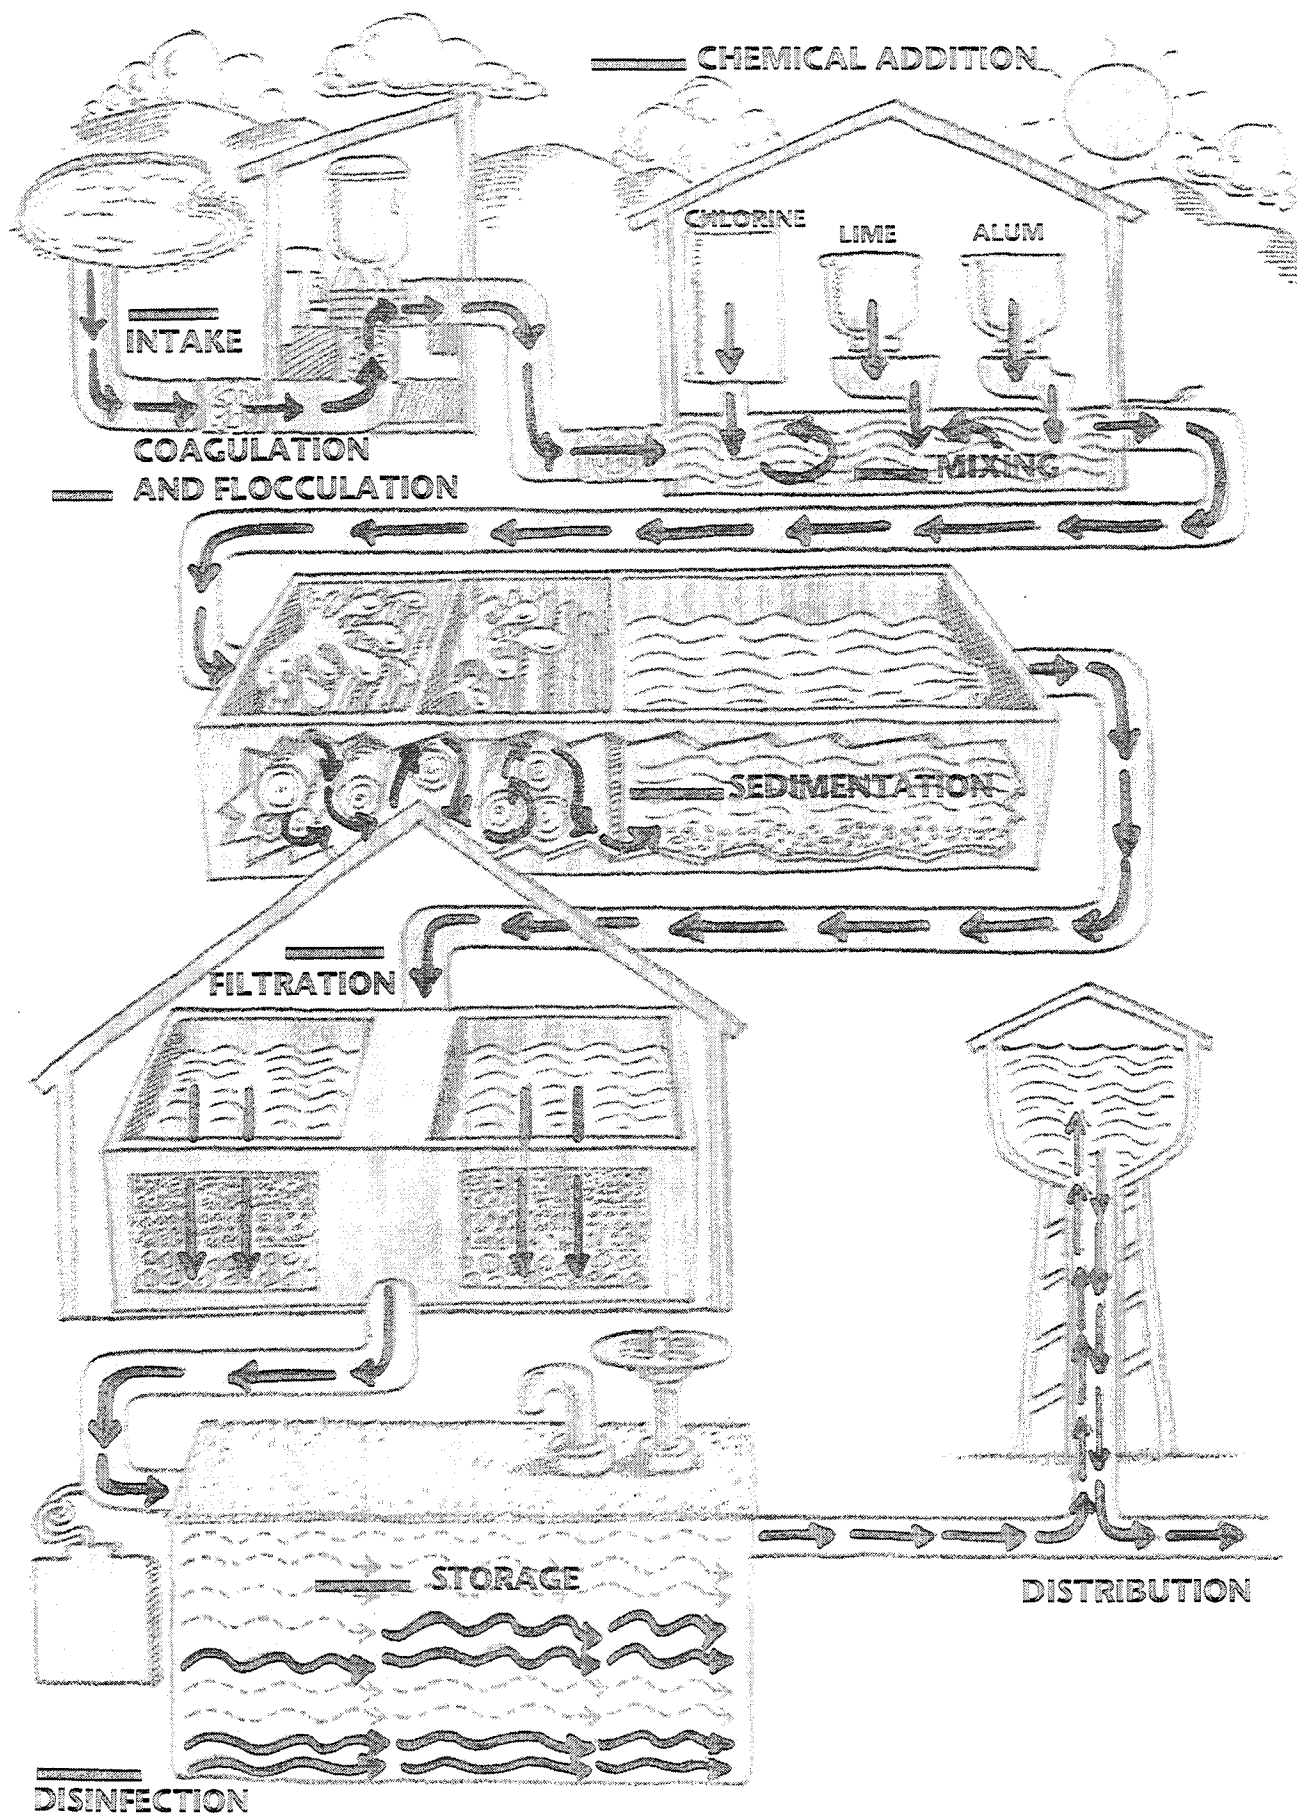 CHEMICAL ADDITION
CHLORINE
LIME
ALUM
INTAKE
COAGULATION
AND FLOCCULATION
MIXING
SEDIMENTATION
FILTRATION
STORAGE
DISTRIBUTION
DISINFECTION